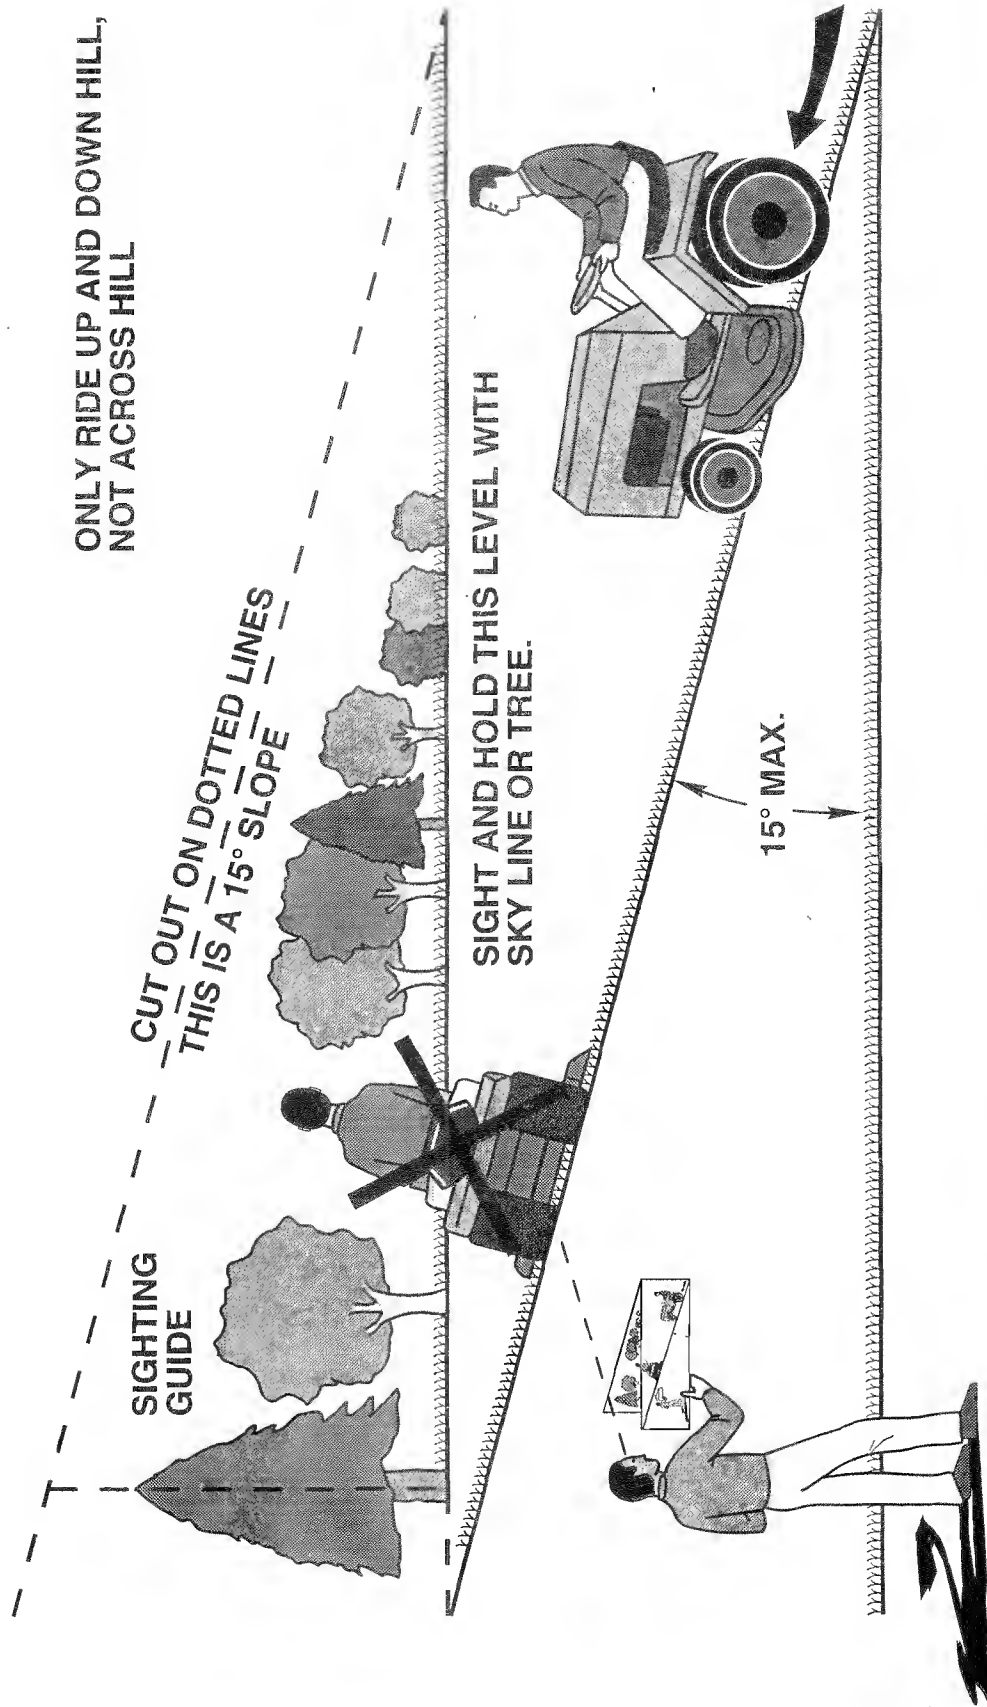 ONLY RIDE UP AND DOWN HILL,
NOT ACROSS HILL
CUT OUT ON DOTTED LINES
THIS IS A 15° SLOPE
SIGHTING
GUIDE
SIGHT AND HOLD THIS LEVEL WITH
SKY LINE OR TREE.
15° MAX.